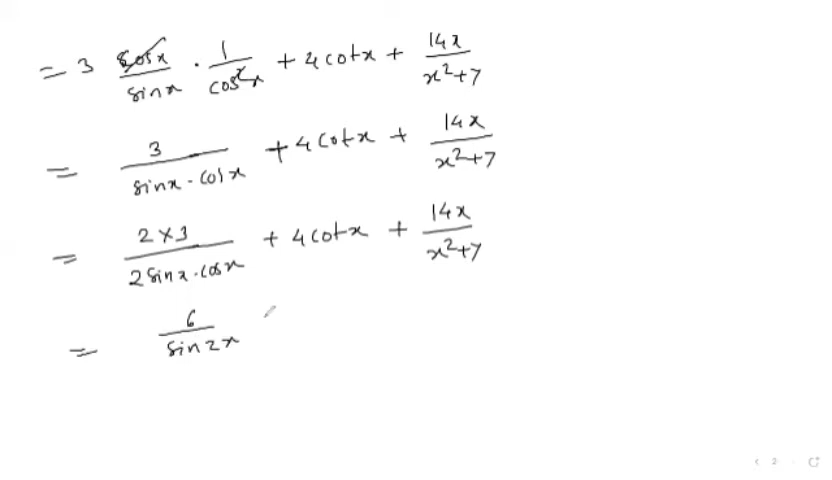 = 3 cosx/sinx · 1/cos²x + 4cotx + 14x/x²+7
= 3/sinx·cosx + 4cotx + 14x/x²+7
= 2×3/2sinx·cosx + 4cotx + 14x/x²+7
= 6/sin2x
2